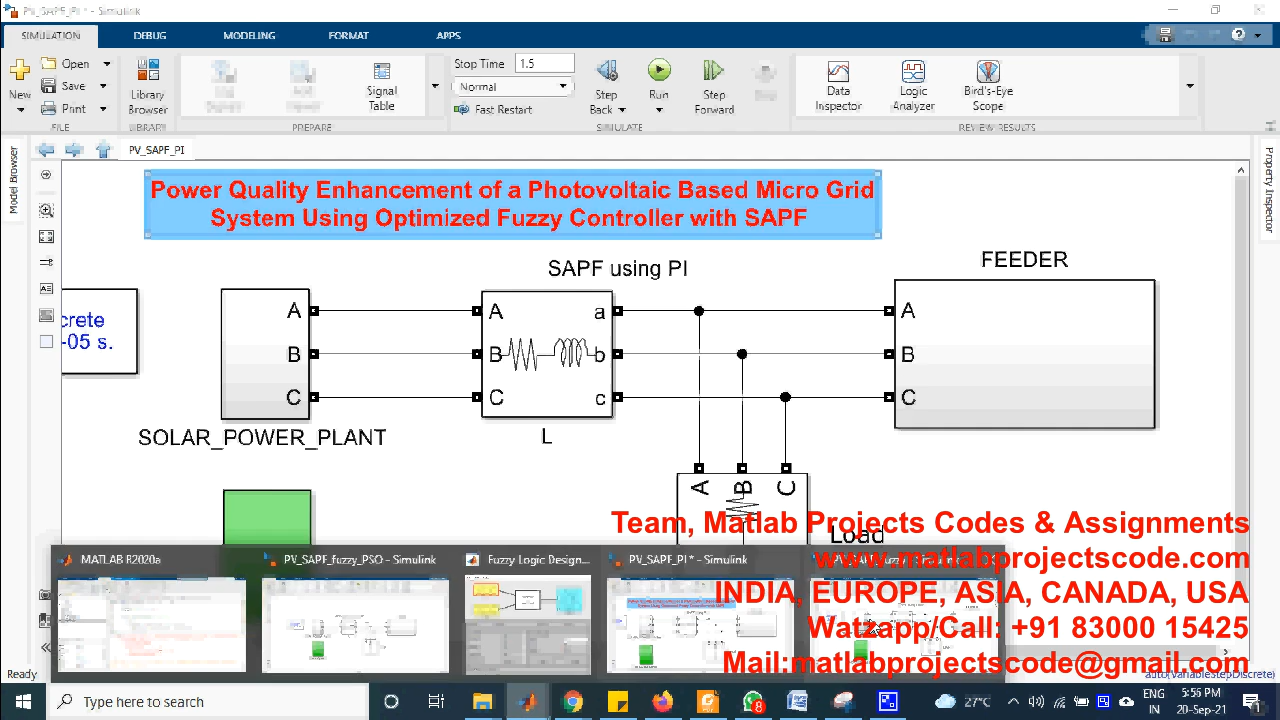 PV_SAPF_PI * - Simulink
SIMULATION DEBUG MODELING FORMAT APPS
New
Open
Save
Print
FILE
Library Browser
LIBRARY
Signal Table
PREPARE
Stop Time 1.5
Normal
Fast Restart
Step Back
Run
Step Forward
SIMULATE
Data Inspector
Logic Analyzer
Bird's-Eye Scope
REVIEW RESULTS
PV_SAPF_PI
Model Browser
Property Inspector
Power Quality Enhancement of a Photovoltaic Based Micro Grid
System Using Optimized Fuzzy Controller with SAPF
SAPF using PI
FEEDER
crete
-05 s.
A
B
C
A
B
C
a
b
c
A
B
C
SOLAR_POWER_PLANT
L
A B C
Load
Team, Matlab Projects Codes & Assignments
www.matlabprojectscode.com
INDIA, EUROPE, ASIA, CANADA, USA
Watzapp/Call: +91 83000 15425
Mail:matlabprojectscode@gmail.com
MATLAB R2020a
PV_SAPF_fuzzy_PSO - Simulink
Fuzzy Logic Design...
PV_SAPF_PI * - Simulink
Ready
auto(VariableStepDiscrete)
Type here to search
8
27°C
ENG
IN
5:56 PM
20-Sep-21
1